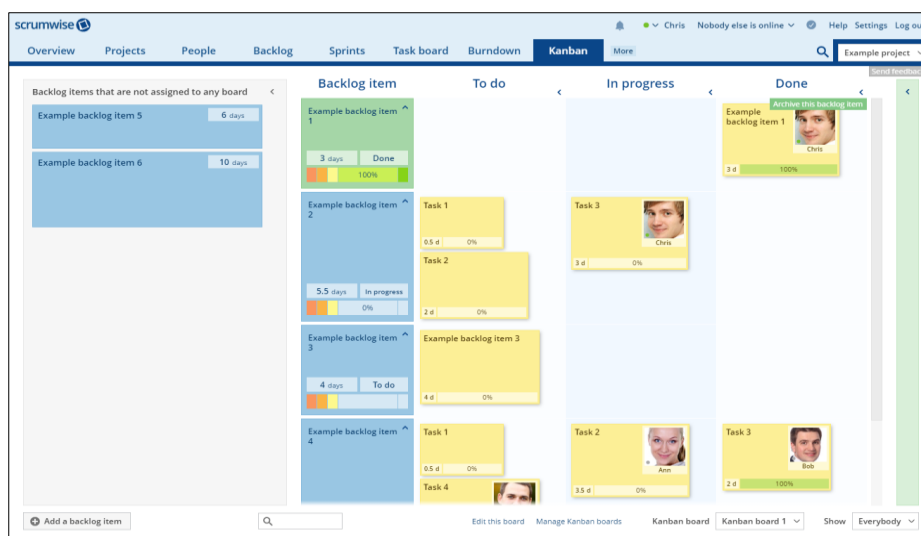 scrumwise
Chris Nobody else is online Help Settings Log ou
Overview Projects People Backlog Sprints Task board Burndown Kanban More
Example project
Send feedbac
Backlog items that are not assigned to any board
Example backlog item 5 6 days
Example backlog item 6 10 days
Backlog item To do In progress Done
Archive this backlog item
Example backlog item
1
3 days Done
100%
Example
backlog item 1
Chris
3 d 100%
Example backlog item
2
5.5 days In progress
0%
Task 1
0.5 d 0%
Task 2
2 d 0%
Task 3
Chris
3 d 0%
Example backlog item
3
4 days To do
Example backlog item 3
4 d 0%
Example backlog item
4
Task 1
0.5 d 0%
Task 4
Task 2
Ann
3.5 d 0%
Task 3
Bob
2 d 100%
Add a backlog item
Edit this board Manage Kanban boards Kanban board Kanban board 1 Show Everybody